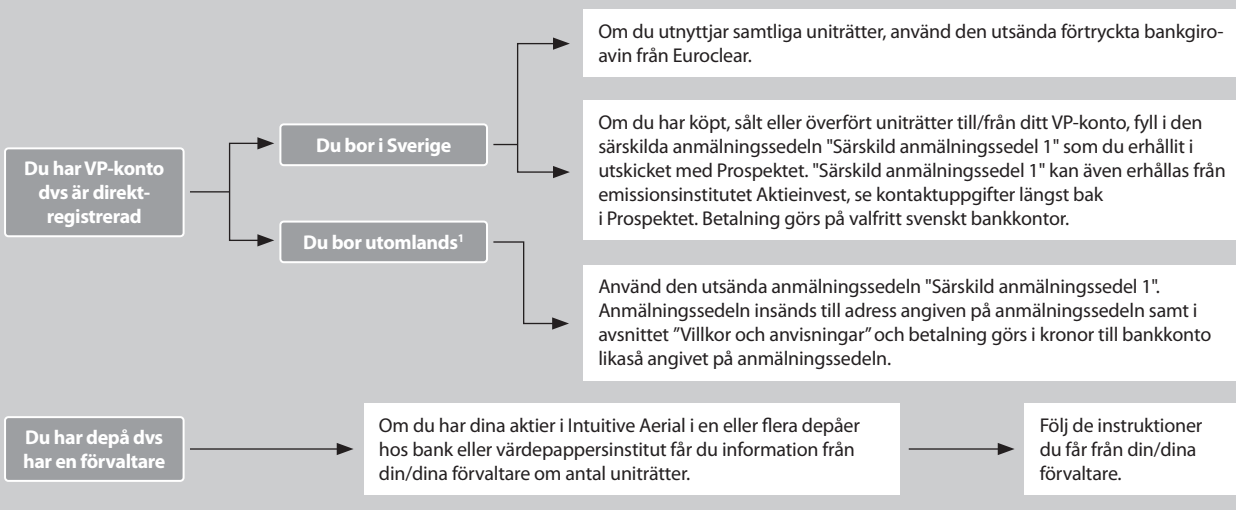 Om du utnyttjar samtliga uniträtter, använd den utsända förtryckta bankgiro-
avin från Euroclear.
Du har VP-konto
dvs är direkt-
registrerad
Du bor i Sverige
Om du har köpt, sålt eller överfört uniträtter till/från ditt VP-konto, fyll i den
särskilda anmälningssedeln "Särskild anmälningssedel 1" som du erhållit i
utskicket med Prospektet. "Särskild anmälningssedel 1" kan även erhållas från
emissionsinstitutet Aktieinvest, se kontaktuppgifter längst bak
i Prospektet. Betalning görs på valfritt svenskt bankkontor.
Du bor utomlands¹
Använd den utsända anmälningssedeln "Särskild anmälningssedel 1".
Anmälningssedeln insänds till adress angiven på anmälningssedeln samt i
avsnittet ”Villkor och anvisningar” och betalning görs i kronor till bankkonto
likaså angivet på anmälningssedeln.
Du har depå dvs
har en förvaltare
Om du har dina aktier i Intuitive Aerial i en eller flera depåer
hos bank eller värdepappersinstitut får du information från
din/dina förvaltare om antal uniträtter.
Följ de instruktioner
du får från din/dina
förvaltare.